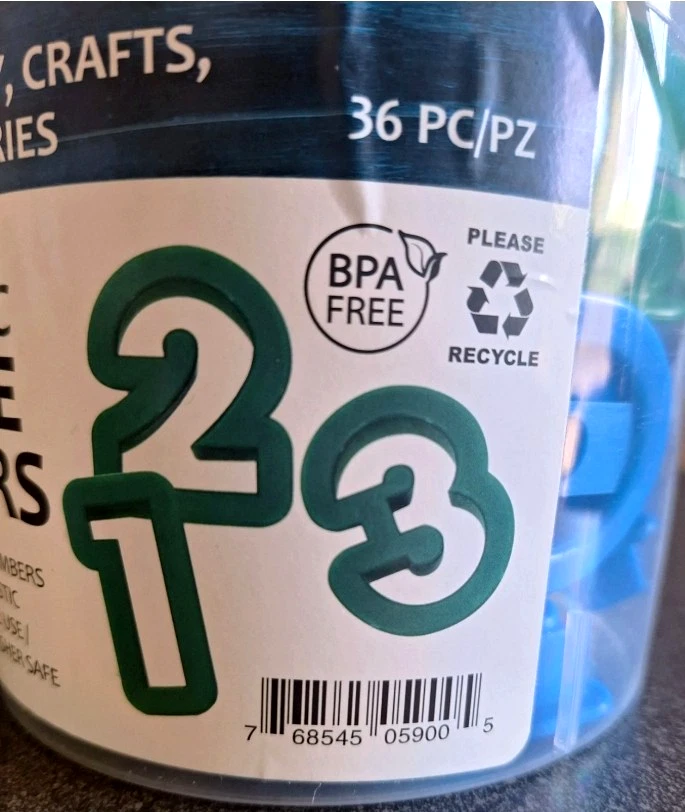 , CRAFTS,
RIES
36 PC/PZ
BPA
FREE
PLEASE
RECYCLE
C
E
RS
MBERS
STIC
USE |
SHER SAFE
2
3
1
7 68545 05900 5